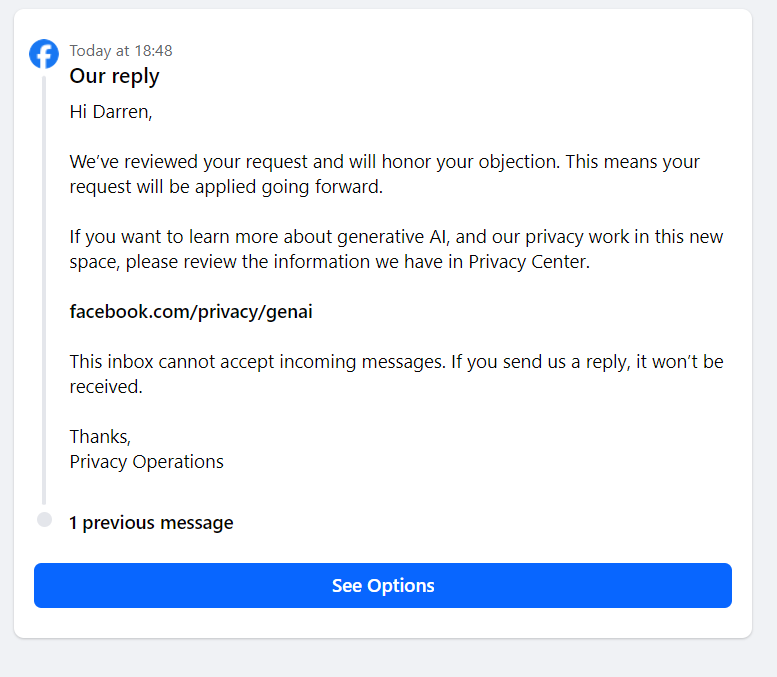 Today at 18:48
Our reply
Hi Darren,
We’ve reviewed your request and will honor your objection. This means your
request will be applied going forward.
If you want to learn more about generative AI, and our privacy work in this new
space, please review the information we have in Privacy Center.
facebook.com/privacy/genai
This inbox cannot accept incoming messages. If you send us a reply, it won’t be
received.
Thanks,
Privacy Operations
1 previous message
See Options